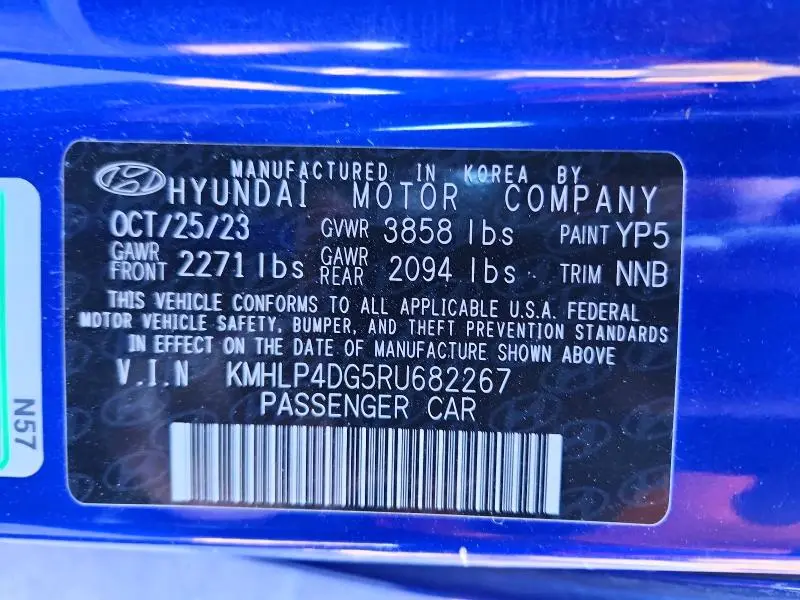 MANUFACTURED IN KOREA BY
HYUNDAI MOTOR COMPANY
OCT/25/23 GVWR 3858 lbs PAINT YP5
GAWR FRONT 2271 lbs GAWR REAR 2094 lbs TRIM NNB
THIS VEHICLE CONFORMS TO ALL APPLICABLE U.S.A. FEDERAL
MOTOR VEHICLE SAFETY, BUMPER, AND THEFT PREVENTION STANDARDS
IN EFFECT ON THE DATE OF MANUFACTURE SHOWN ABOVE
V.I.N KMHLP4DG5RU682267
PASSENGER CAR
N57